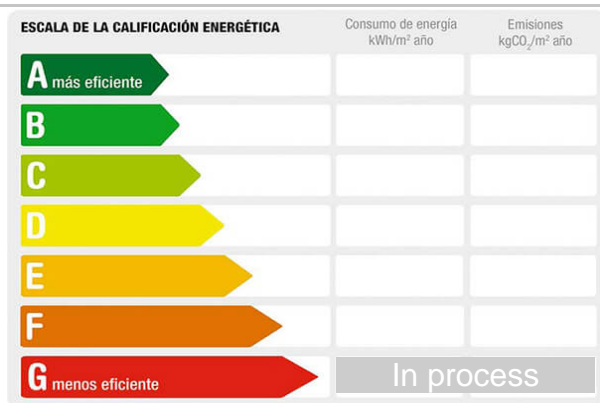 ESCALA DE LA CALIFICACIÓN ENERGÉTICA
Consumo de energía
kWh/m² año
Emisiones
kgCO₂/m² año
A más eficiente
B
C
D
E
F
G menos eficiente
In process